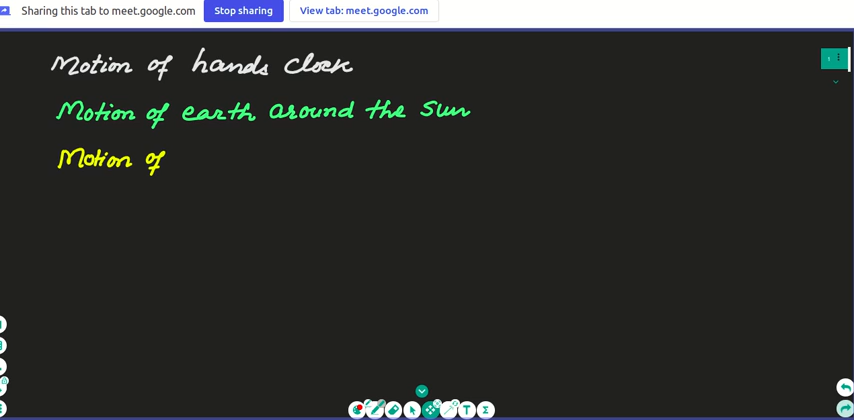 Sharing this tab to meet.google.com Stop sharing View tab: meet.google.com
Motion of hands clock
1
Motion of earth around the Sun
Motion of
T Σ